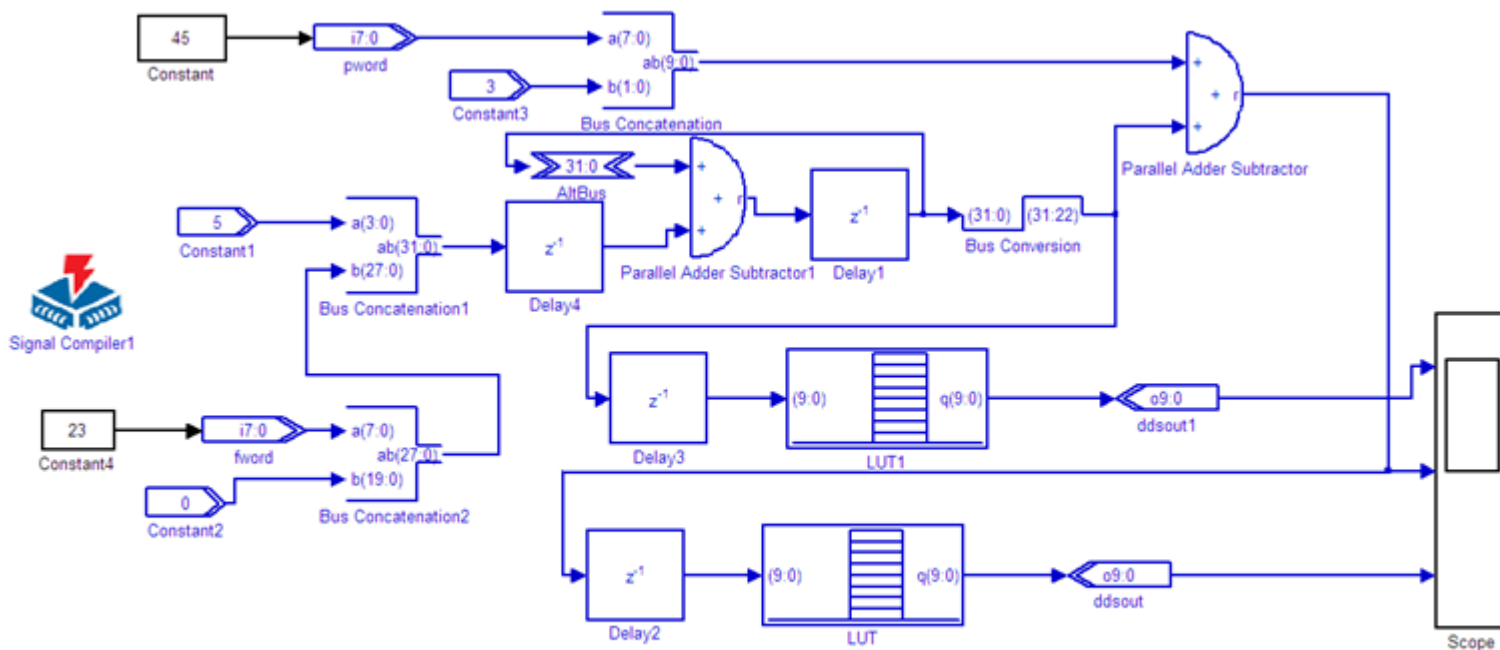 45
Constant
i7:0
pword
3
Constant3
a(7:0)
b(1:0)
ab(9:0)
Bus Concatenation
+
+
+
r
Parallel Adder Subtractor
31:0
AltBus
+
+
+
r
Parallel Adder Subtractor1
z-1
Delay1
(31:0)
(31:22)
Bus Conversion
5
Constant1
a(3:0)
b(27:0)
ab(31:0)
Bus Concatenation1
z-1
Delay4
Signal Compiler1
23
Constant4
i7:0
fword
0
Constant2
a(7:0)
b(19:0)
ab(27:0)
Bus Concatenation2
z-1
Delay3
(9:0)
q(9:0)
LUT1
o9:0
ddsout1
z-1
Delay2
(9:0)
q(9:0)
LUT
o9:0
ddsout
Scope